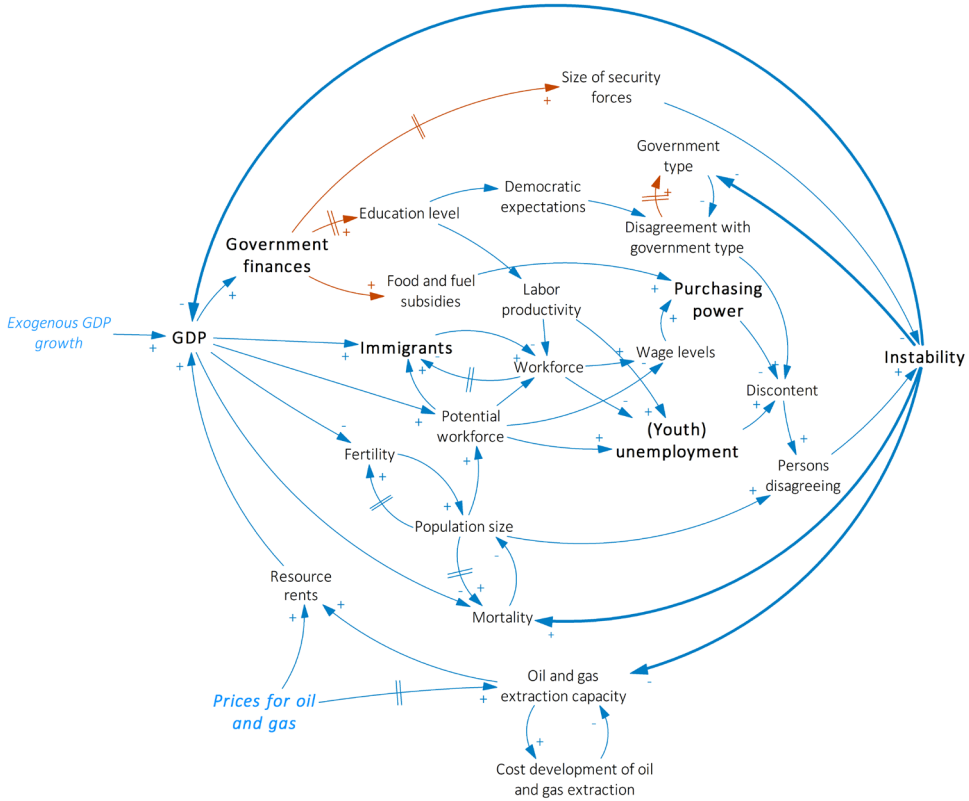 Size of security
forces
Government
type
Democratic
expectations
Education level
Disagreement with
government type
Government
finances
Food and fuel
subsidies
Labor
productivity
Purchasing
power
Exogenous GDP
growth
GDP
Immigrants
Workforce
Wage levels
Instability
Discontent
Potential
workforce
(Youth)
unemployment
Fertility
Persons
disagreeing
Population size
Resource
rents
Mortality
Prices for oil
and gas
Oil and gas
extraction capacity
Cost development of oil
and gas extraction